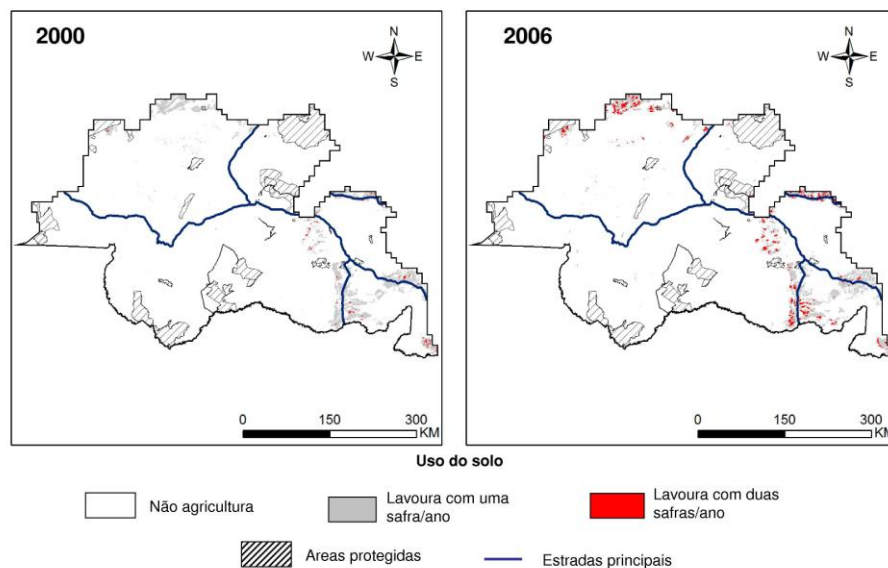 2000
N
W E
S
0 150 300
KM
2006
N
W E
S
0 150 300
KM
Uso do solo
Não agricultura
Lavoura com uma
safra/ano
Lavoura com duas
safras/ano
Areas protegidas
Estradas principais